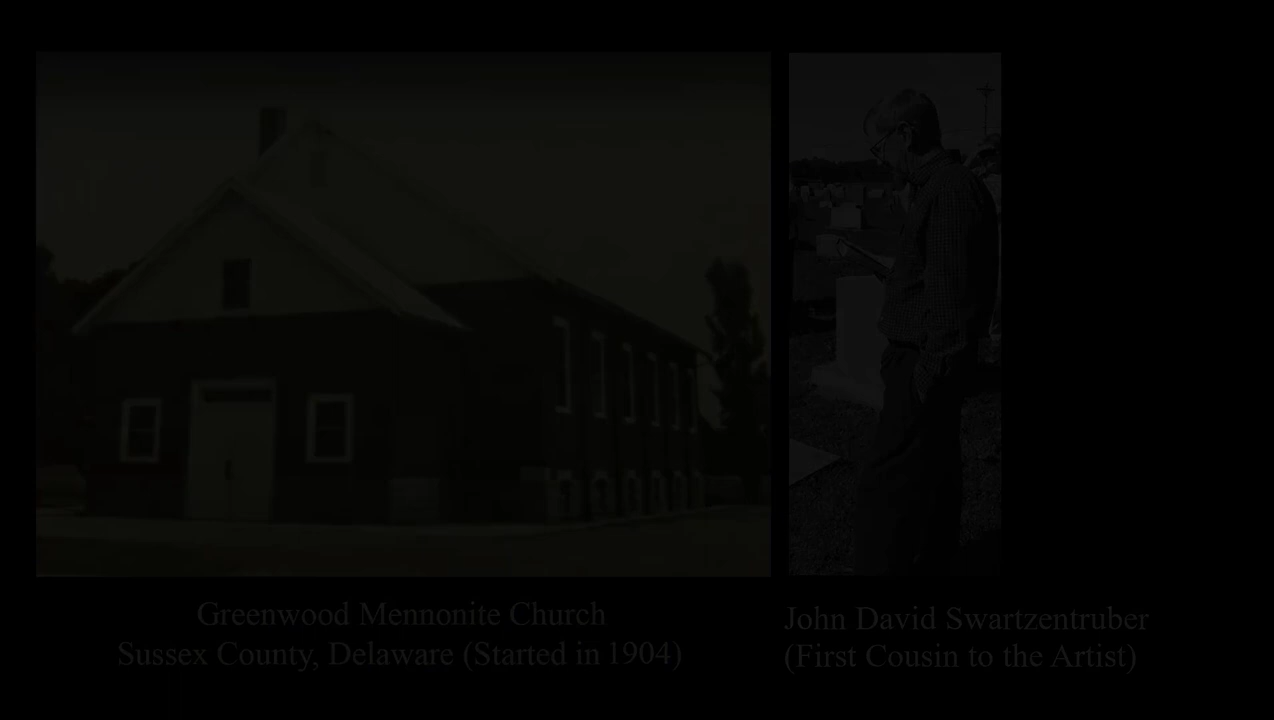 Greenwood Mennonite Church
Sussex County, Delaware (Started in 1904)
John David Swartzentruber
(First Cousin to the Artist)